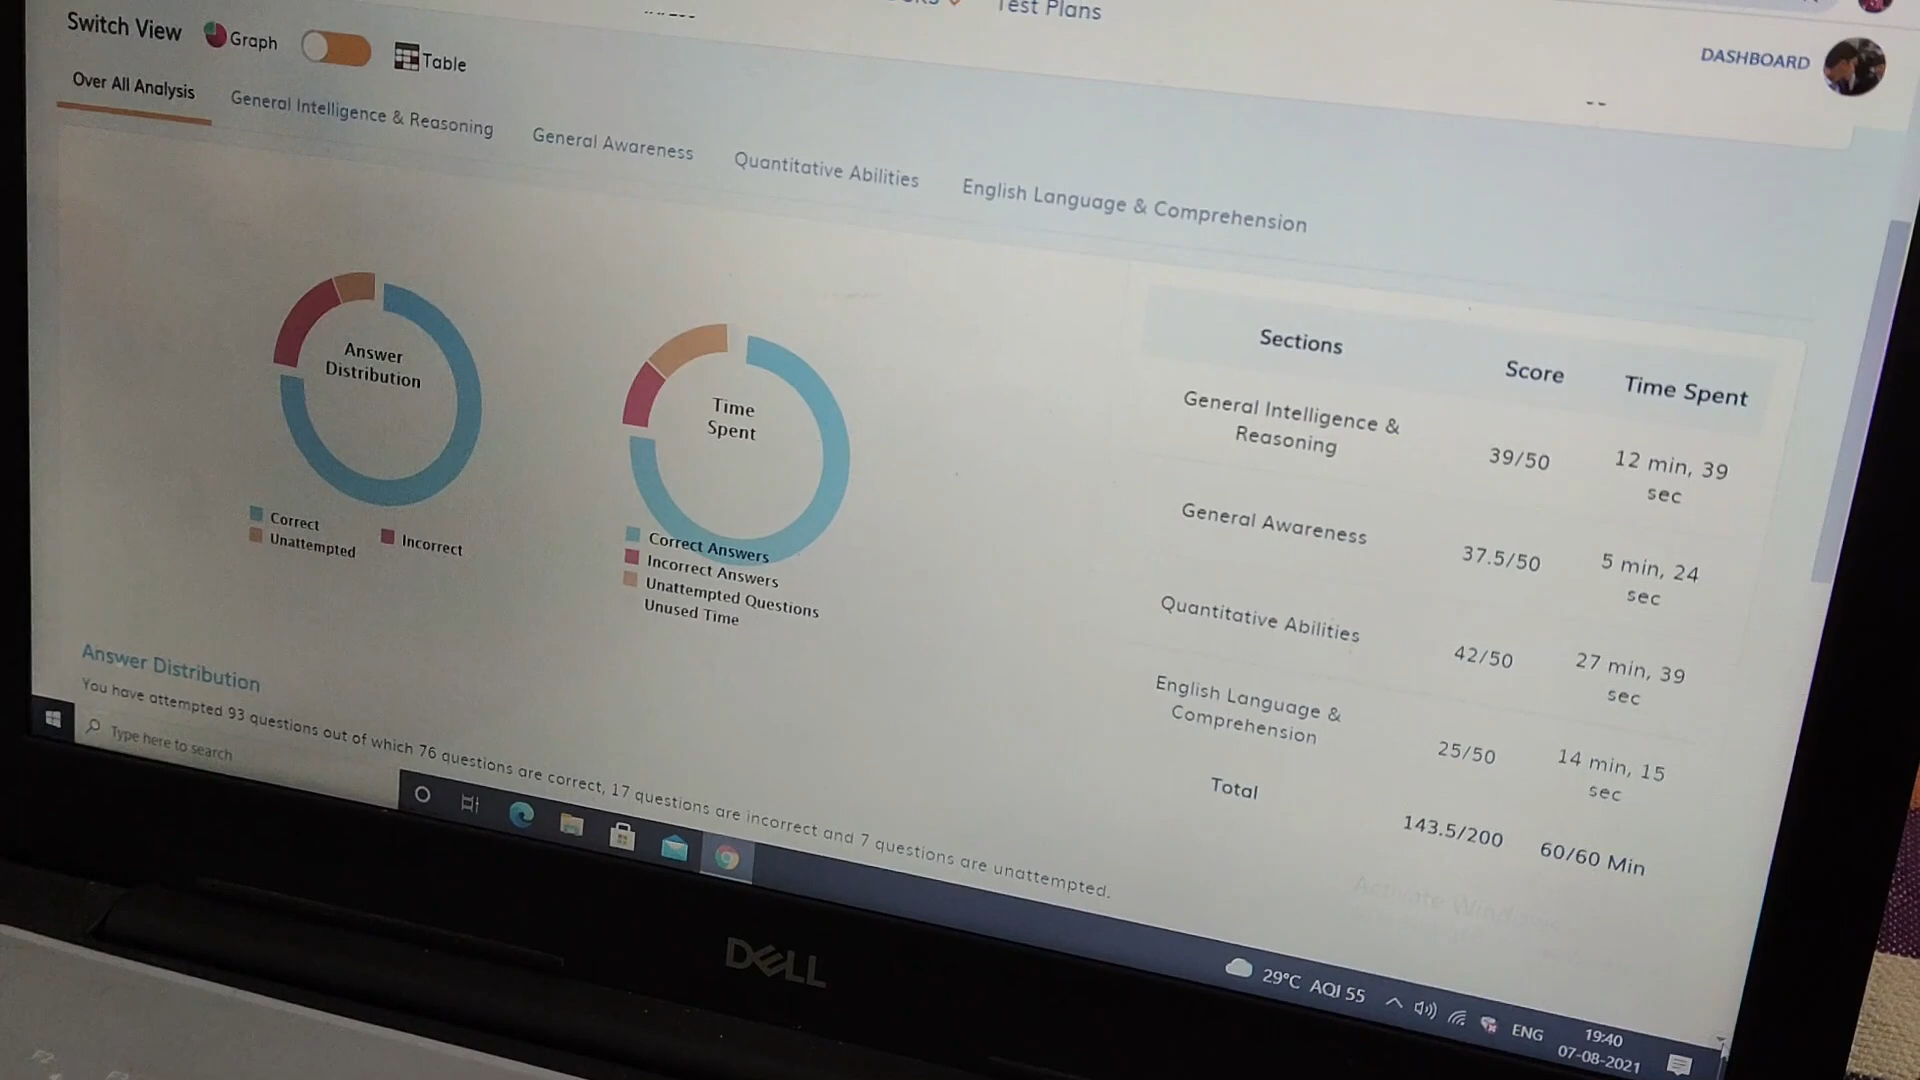 Test Plans
Switch View Graph Table
DASHBOARD
Over All Analysis General Intelligence & Reasoning General Awareness Quantitative Abilities English Language & Comprehension
Answer
Distribution
Correct Incorrect
Unattempted
Time
Spent
Correct Answers
Incorrect Answers
Unattempted Questions
Unused Time
Sections Score Time Spent
General Intelligence &
Reasoning 39/50 12 min, 39
sec
General Awareness 37.5/50 5 min, 24
sec
Quantitative Abilities 42/50 27 min, 39
sec
English Language &
Comprehension 25/50 14 min, 15
sec
Total 143.5/200 60/60 Min
Answer Distribution
You have attempted 93 questions out of which 76 questions are correct, 17 questions are incorrect and 7 questions are unattempted.
Activate Windows
Type here to search
29°C AQI 55 ENG 19:40
07-08-2021
DELL
F2